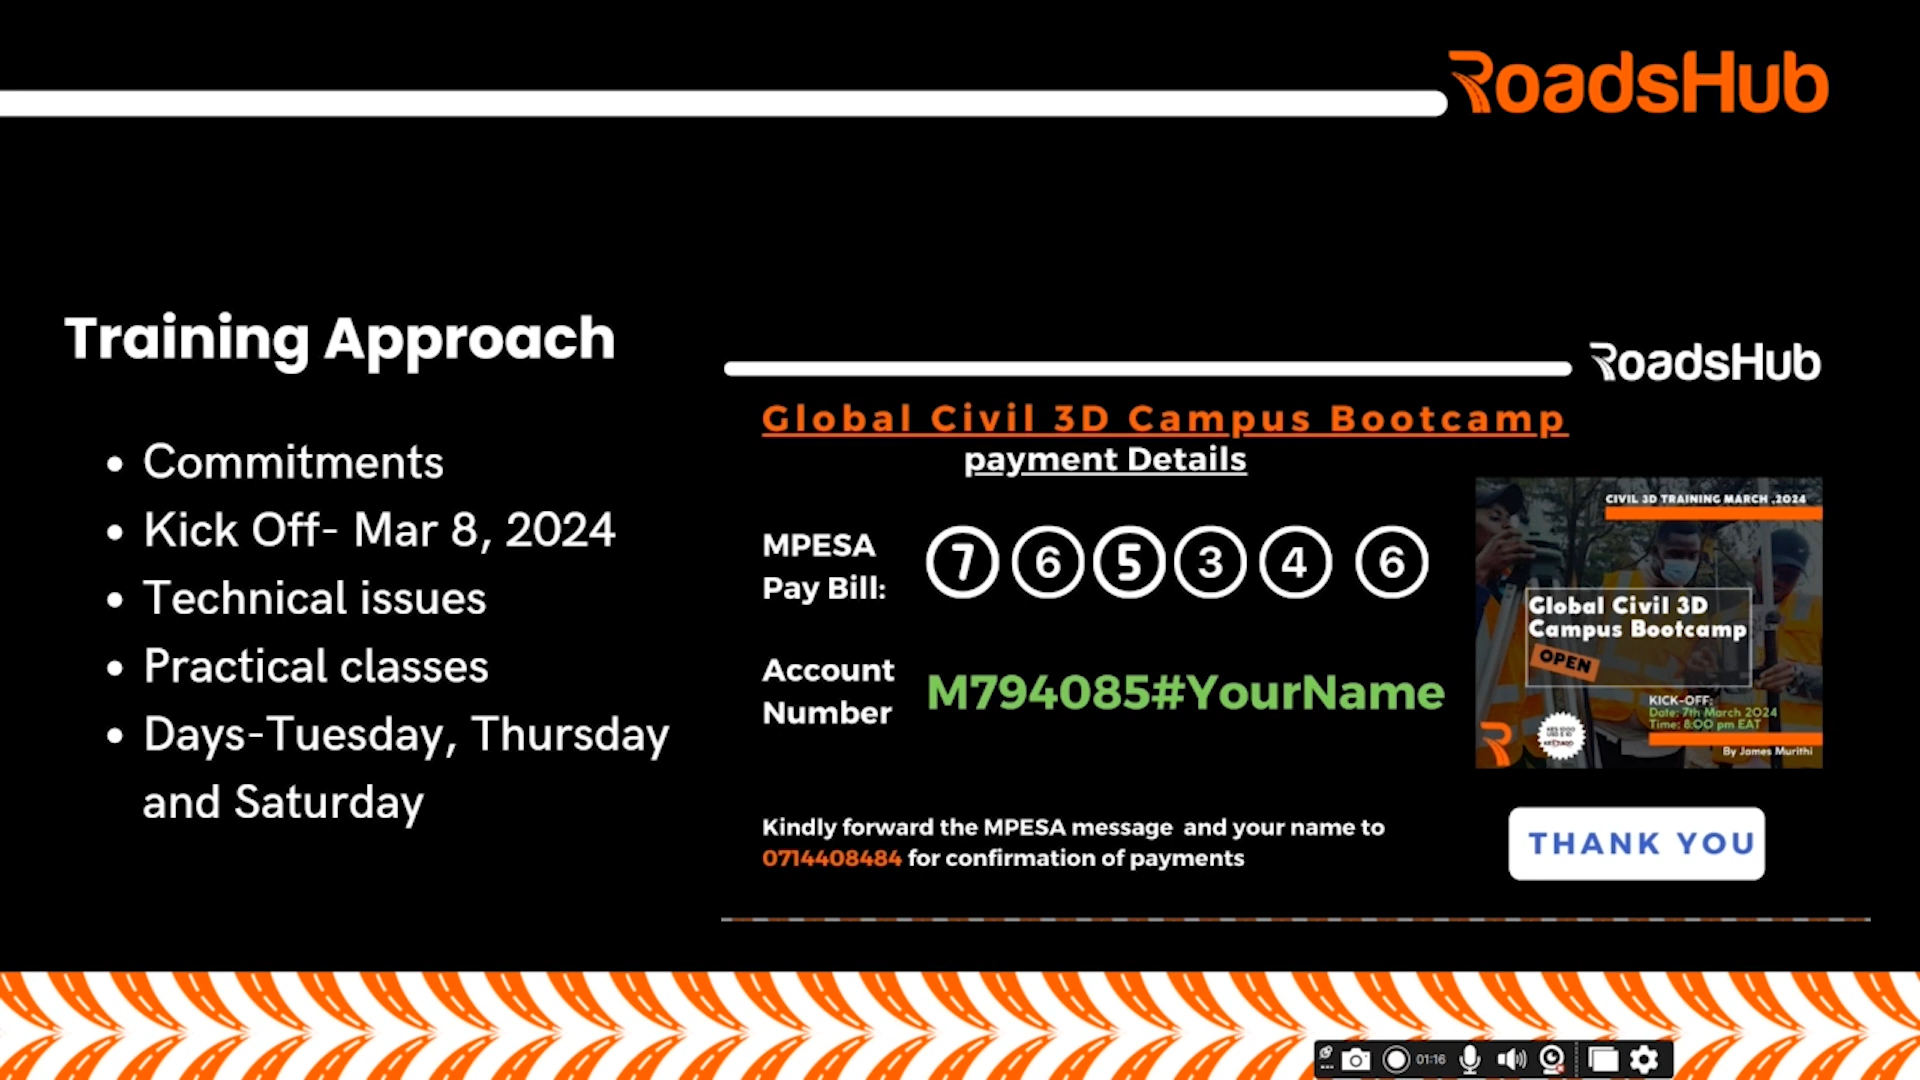 RoadsHub
Training Approach
Commitments
Kick Off- Mar 8, 2024
Technical issues
Practical classes
Days-Tuesday, Thursday
and Saturday
RoadsHub
Global Civil 3D Campus Bootcamp
payment Details
MPESA
Pay Bill:
7 6 5 3 4 6
Account
Number
M794085#YourName
Kindly forward the MPESA message and your name to
0714408484 for confirmation of payments
CIVIL 3D TRAINING MARCH ,2024
Global Civil 3D
Campus Bootcamp
OPEN
KICK-OFF:
Date: 7th March 2024
Time: 8:00 pm EAT
By James Murithi
THANK YOU
01:16